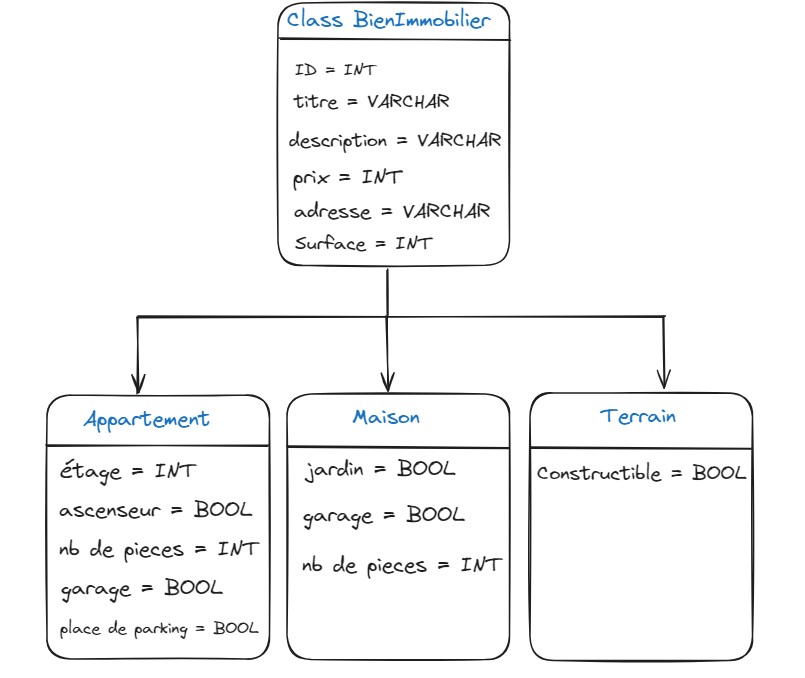 Class BienImmobilier
ID = INT
titre = VARCHAR
description = VARCHAR
prix = INT
adresse = VARCHAR
Surface = INT
Appartement
étage = INT
ascenseur = BOOL
nb de pieces = INT
garage = BOOL
place de parking = BOOL
Maison
jardin = BOOL
garage = BOOL
nb de pieces = INT
Terrain
Constructible = BOOL